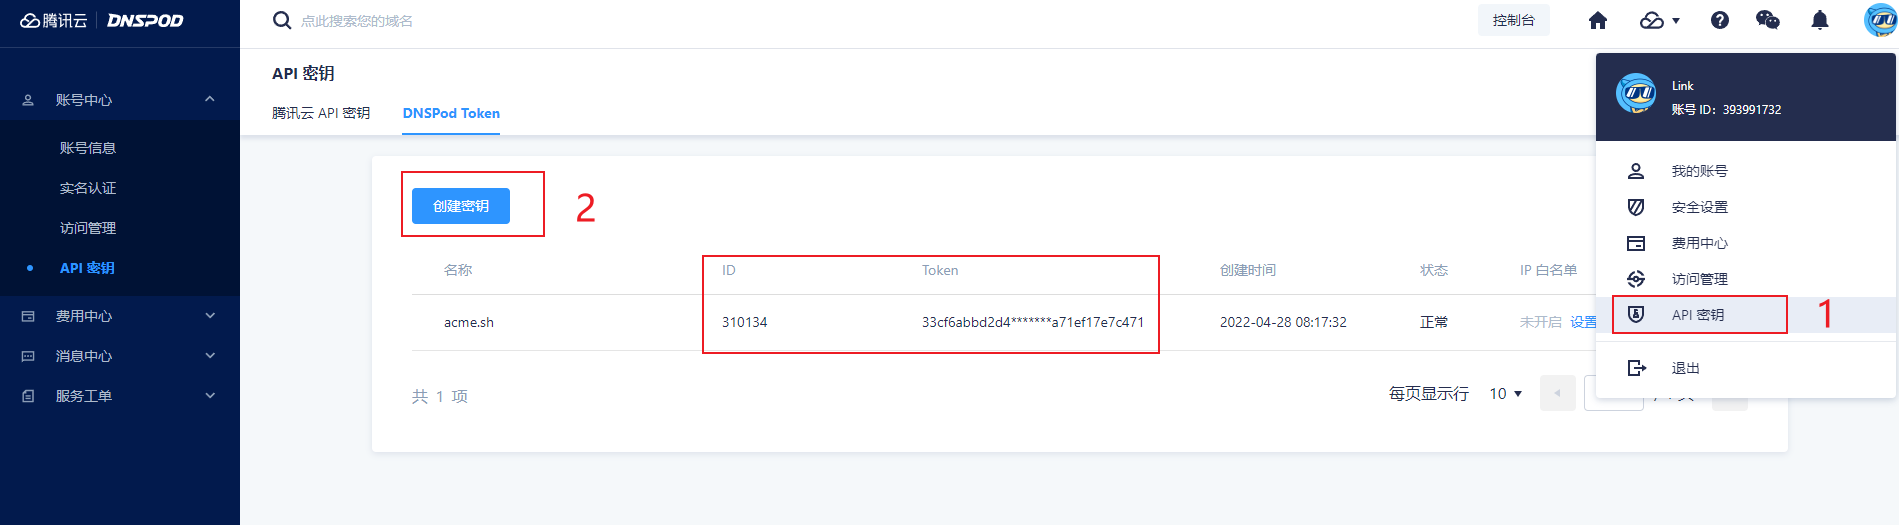 腾讯云 DNSPOD
点此搜索您的域名
控制台
账号中心
账号信息
实名认证
访问管理
API 密钥
费用中心
消息中心
服务工单
API 密钥
腾讯云 API 密钥 DNSPod Token
创建密钥
2
名称 ID Token 创建时间 状态 IP 白名单
acme.sh 310134 33cf6abbd2d4*******a71ef17e7c471 2022-04-28 08:17:32 正常 未开启 设置
共 1 项
每页显示行 10
Link
账号 ID：393991732
我的账号
安全设置
费用中心
访问管理
API 密钥
1
退出